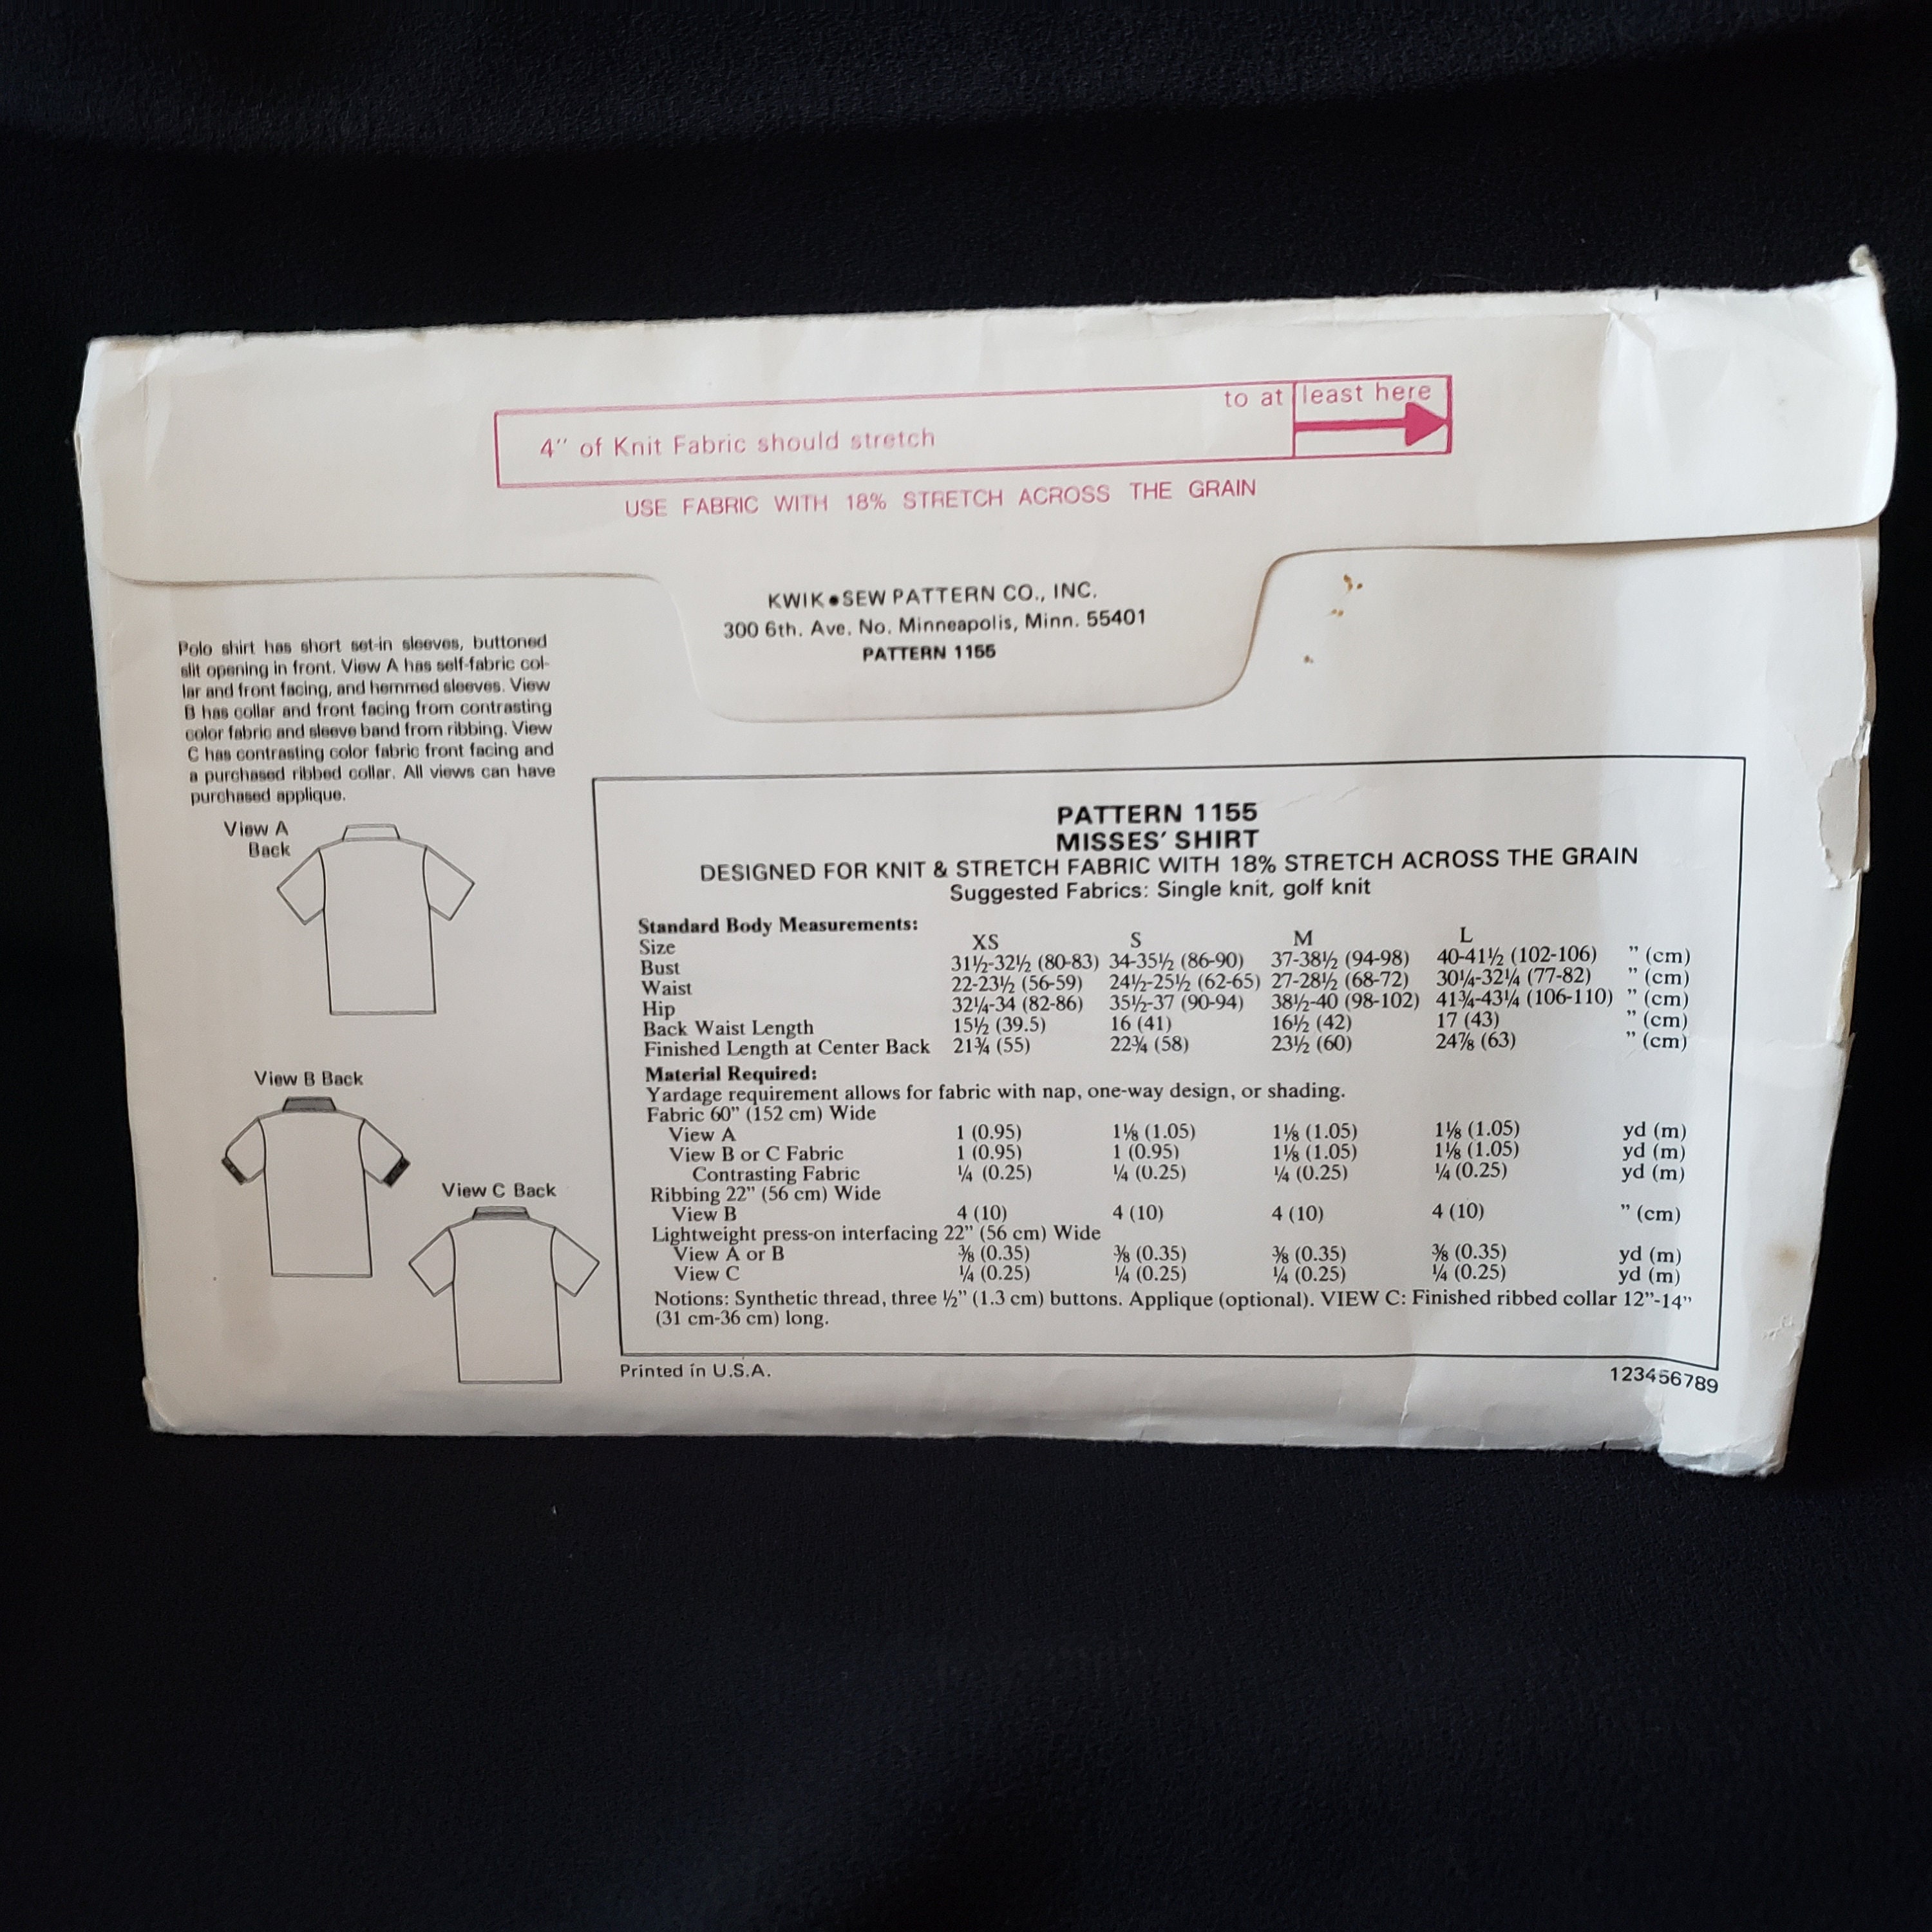 to at least here
4" of Knit Fabric should stretch
USE FABRIC WITH 18% STRETCH ACROSS THE GRAIN
KWIK•SEW PATTERN CO., INC.
300 6th. Ave. No. Minneapolis, Minn. 55401
PATTERN 1155
Polo shirt has short set-in sleeves, buttoned
slit opening in front. View A has self-fabric col-
lar and front facing, and hemmed sleeves. View
B has collar and front facing from contrasting
color fabric and sleeve band from ribbing. View
C has contrasting color fabric front facing and
a purchased ribbed collar. All views can have
purchased applique.
View A
Back
View B Back
View C Back
PATTERN 1155
MISSES' SHIRT
DESIGNED FOR KNIT & STRETCH FABRIC WITH 18% STRETCH ACROSS THE GRAIN
Suggested Fabrics: Single knit, golf knit
Standard Body Measurements:
Size XS S M L
Bust 31½-32½ (80-83) 34-35½ (86-90) 37-38½ (94-98) 40-41½ (102-106) " (cm)
Waist 22-23½ (56-59) 24½-25½ (62-65) 27-28½ (68-72) 30¼-32¼ (77-82) " (cm)
Hip 32¼-34 (82-86) 35½-37 (90-94) 38½-40 (98-102) 41¾-43¼ (106-110) " (cm)
Back Waist Length 15½ (39.5) 16 (41) 16½ (42) 17 (43) " (cm)
Finished Length at Center Back 21¾ (55) 22¾ (58) 23½ (60) 24⅞ (63) " (cm)
Material Required:
Yardage requirement allows for fabric with nap, one-way design, or shading.
Fabric 60" (152 cm) Wide
View A 1 (0.95) 1⅛ (1.05) 1⅛ (1.05) 1⅛ (1.05) yd (m)
View B or C Fabric 1 (0.95) 1 (0.95) 1⅛ (1.05) 1⅛ (1.05) yd (m)
Contrasting Fabric ¼ (0.25) ¼ (0.25) ¼ (0.25) ¼ (0.25) yd (m)
Ribbing 22" (56 cm) Wide
View B 4 (10) 4 (10) 4 (10) 4 (10) " (cm)
Lightweight press-on interfacing 22" (56 cm) Wide
View A or B ⅜ (0.35) ⅜ (0.35) ⅜ (0.35) ⅜ (0.35) yd (m)
View C ¼ (0.25) ¼ (0.25) ¼ (0.25) ¼ (0.25) yd (m)
Notions: Synthetic thread, three ½" (1.3 cm) buttons. Applique (optional). VIEW C: Finished ribbed collar 12"-14"
(31 cm-36 cm) long.
Printed in U.S.A.
123456789